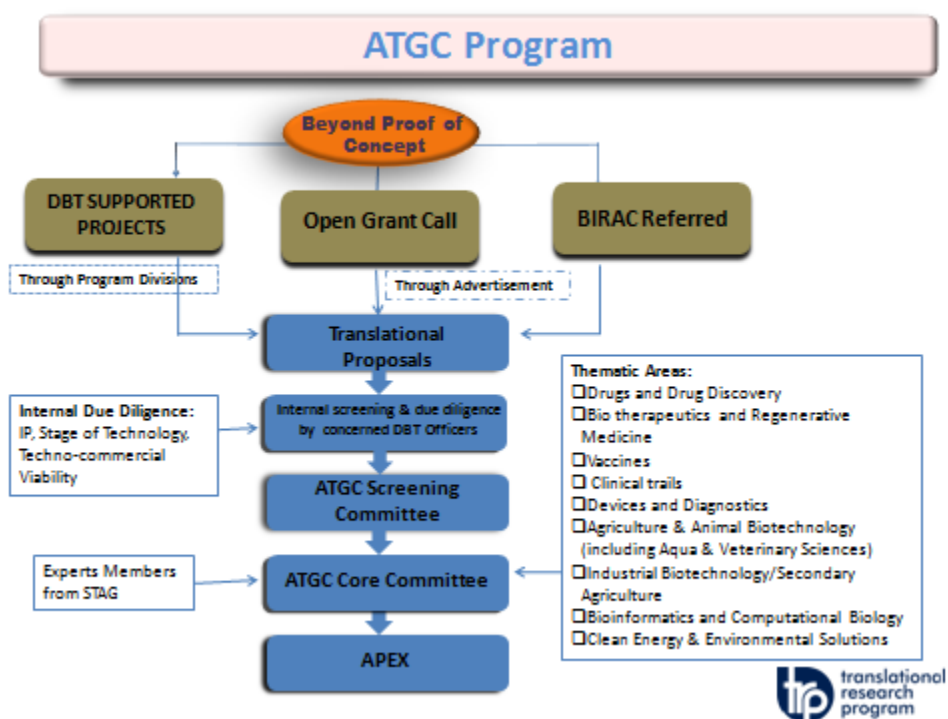 ATGC Program
Beyond Proof of
Concept
DBT SUPPORTED
PROJECTS
Open Grant Call
BIRAC Referred
Through Program Divisions
Through Advertisement
Translational
Proposals
Internal Due Diligence:
IP, Stage of Technology,
Techno-commercial
Viability
Internal screening & due diligence
by concerned DBT Officers
ATGC Screening
Committee
Experts Members
from STAG
ATGC Core Committee
APEX
Thematic Areas:
❑Drugs and Drug Discovery
❑Bio therapeutics and Regenerative
Medicine
❑Vaccines
❑ Clinical trails
❑Devices and Diagnostics
❑Agriculture & Animal Biotechnology
(including Aqua & Veterinary Sciences)
❑Industrial Biotechnology/Secondary
Agriculture
❑Bioinformatics and Computational Biology
❑Clean Energy & Environmental Solutions
trp
translational
research
program